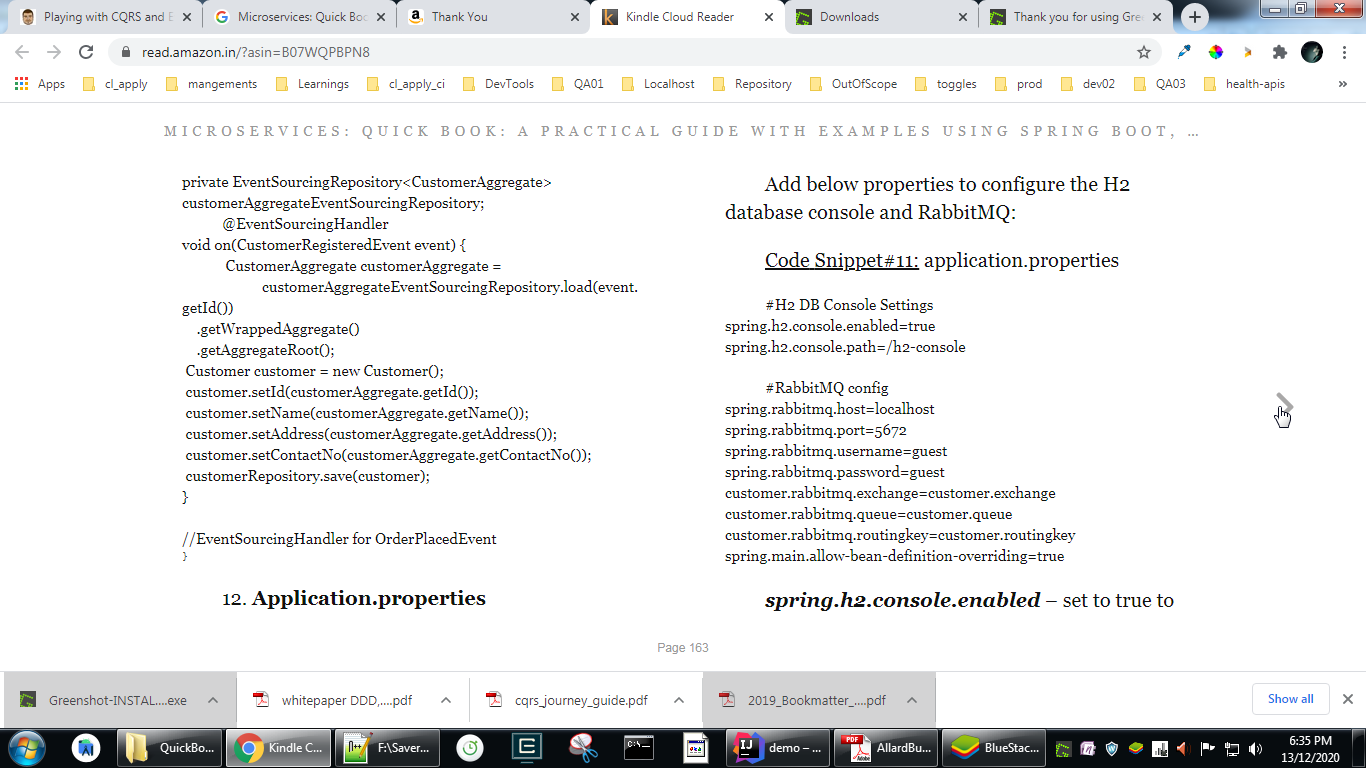 Playing with CQRS and E
Microservices: Quick Boo
Thank You
Kindle Cloud Reader
Downloads
Thank you for using Gre
read.amazon.in/?asin=B07WQPBPN8
Apps
cl_apply
mangements
Learnings
cl_apply_ci
DevTools
QA01
Localhost
Repository
OutOfScope
toggles
prod
dev02
QA03
health-apis
»
MICROSERVICES: QUICK BOOK: A PRACTICAL GUIDE WITH EXAMPLES USING SPRING BOOT, …
private EventSourcingRepository<CustomerAggregate>
customerAggregateEventSourcingRepository;
@EventSourcingHandler
void on(CustomerRegisteredEvent event) {
CustomerAggregate customerAggregate =
customerAggregateEventSourcingRepository.load(event.
getId())
.getWrappedAggregate()
.getAggregateRoot();
Customer customer = new Customer();
customer.setId(customerAggregate.getId());
customer.setName(customerAggregate.getName());
customer.setAddress(customerAggregate.getAddress());
customer.setContactNo(customerAggregate.getContactNo());
customerRepository.save(customer);
}
//EventSourcingHandler for OrderPlacedEvent
}
12. Application.properties
Add below properties to configure the H2
database console and RabbitMQ:
Code Snippet#11: application.properties
#H2 DB Console Settings
spring.h2.console.enabled=true
spring.h2.console.path=/h2-console
#RabbitMQ config
spring.rabbitmq.host=localhost
spring.rabbitmq.port=5672
spring.rabbitmq.username=guest
spring.rabbitmq.password=guest
customer.rabbitmq.exchange=customer.exchange
customer.rabbitmq.queue=customer.queue
customer.rabbitmq.routingkey=customer.routingkey
spring.main.allow-bean-definition-overriding=true
spring.h2.console.enabled – set to true to
Page 163
Greenshot-INSTAL....exe
whitepaper DDD,....pdf
cqrs_journey_guide.pdf
2019_Bookmatter_....pdf
Show all
QuickBo...
Kindle C...
F:\Saver...
demo – ...
AllardBu...
BlueStac...
6:35 PM
13/12/2020